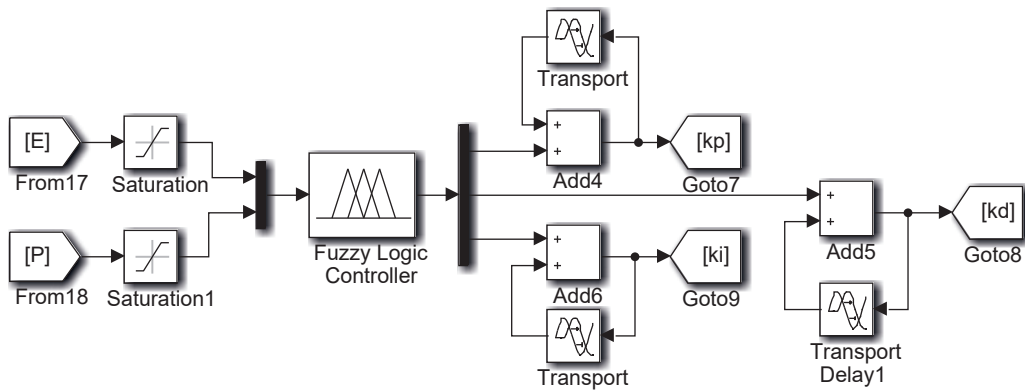 Transport
[E]
From17
Saturation
+
+
Add4
[kp]
Goto7
Fuzzy Logic
Controller
[P]
From18
Saturation1
+
+
Add6
[ki]
Goto9
Transport
+
+
Add5
[kd]
Goto8
Transport
Delay1